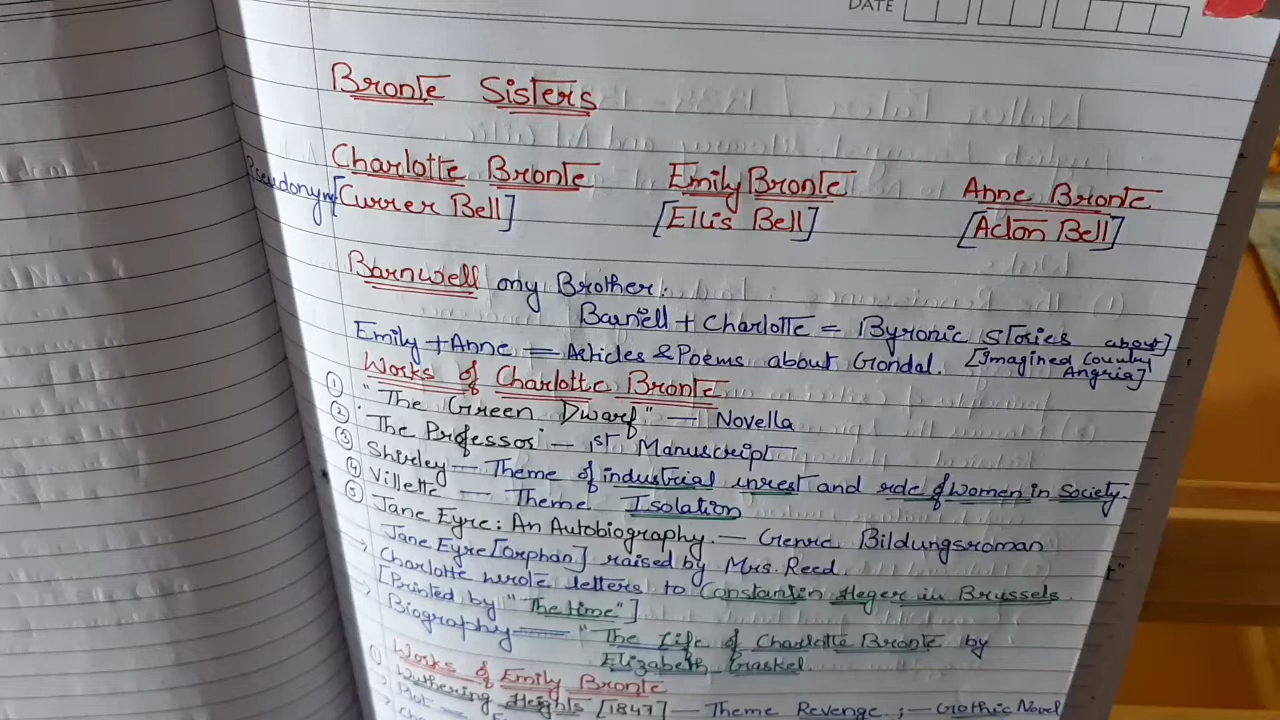 DATE
Bronte Sisters
Charlotte Bronte Emily Bronte Anne Bronte
Pseudonym [Currer Bell] [Ellis Bell] [Acton Bell]
Barnwell ony Brother.
Barnell + Charlotte = Byronic stories about]
Emily + Anne = Articles & Poems about Gondal. [Imagined Country
Angria]
Works of Charlotte Bronte
① "The Green Dwarf" — Novella
② "The Professor" — 1st Manuscript
③ Shirley — Theme of industrial unrest and role of Women in Society.
④ Villette — Theme Isolation
⑤ Jane Eyre: An Autobiography — Genre Bildungsroman
Jane Eyre [orphan] raised by Mrs. Reed.
→ Charlotte wrote letters to Constantin Heger in Brussels.
[Printed by "The time"]
→ Biography — "The Life of Charlotte Bronte by
Elizabeth Graskel.
Works of Emily Bronte
① Wuthering Heights [1847] — Theme Revenge ; — Gothic Novel
→ Plot —